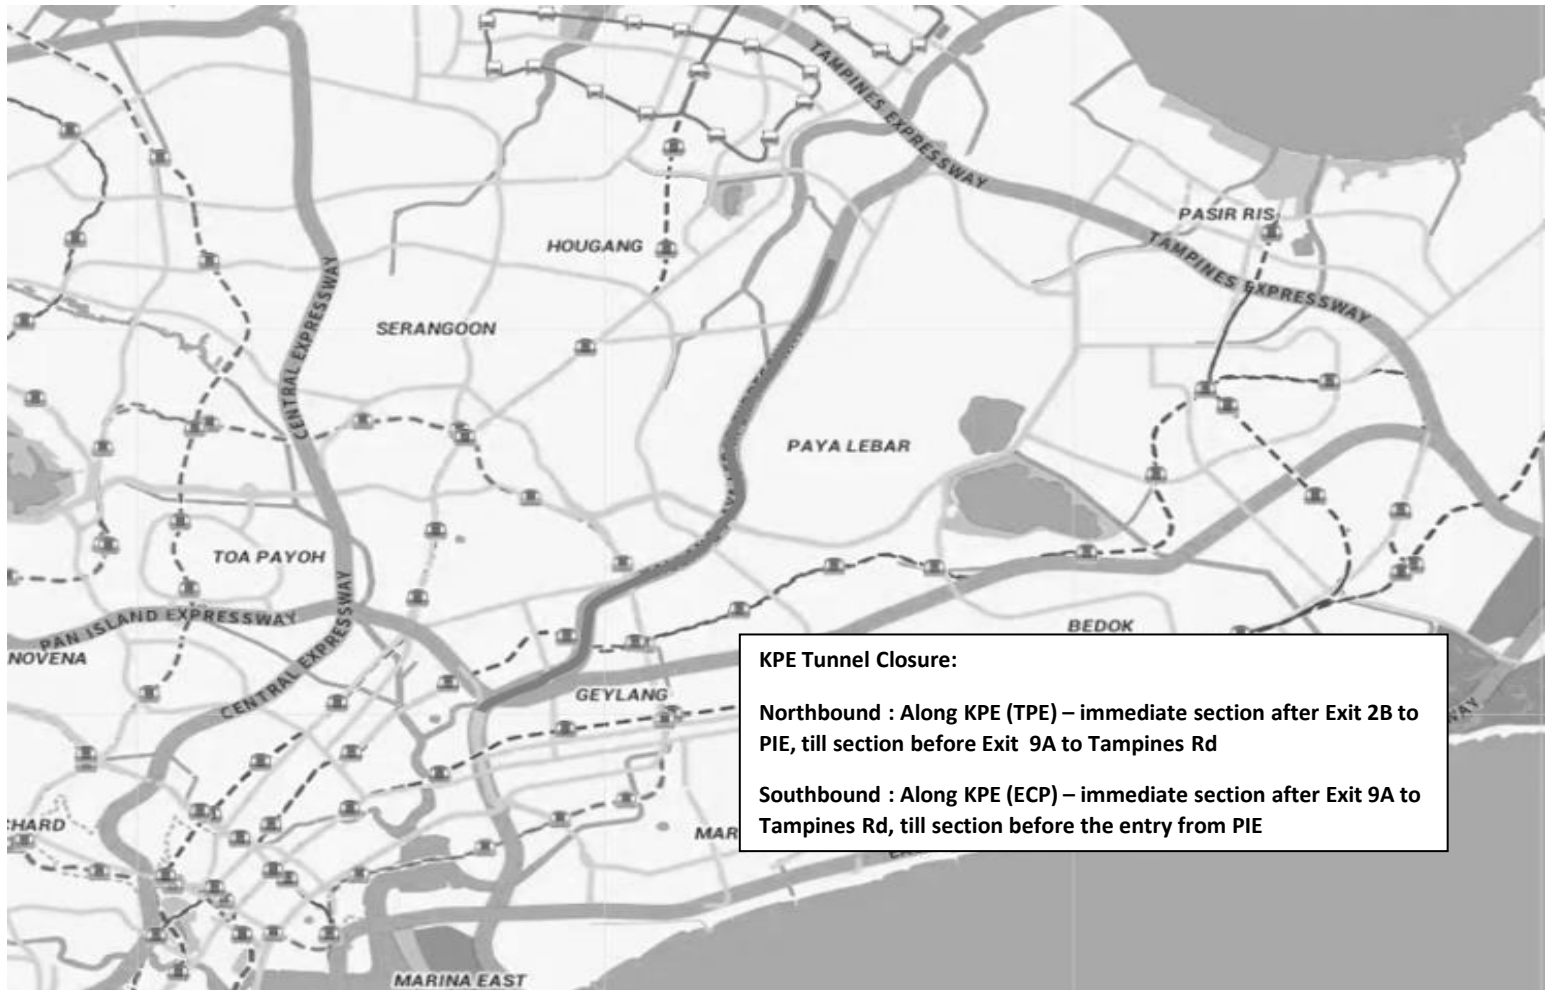 TAMPINES EXPRESSWAY
PASIR RIS
HOUGANG
TAMPINES EXPRESSWAY
CENTRAL EXPRESSWAY
SERANGOON
PAYA LEBAR
TOA PAYOH
PAN ISLAND EXPRESSWAY
CENTRAL EXPRESSWAY
NOVENA
BEDOK
GEYLANG
KPE Tunnel Closure:
Northbound : Along KPE (TPE) – immediate section after Exit 2B to
PIE, till section before Exit 9A to Tampines Rd
Southbound : Along KPE (ECP) – immediate section after Exit 9A to
Tampines Rd, till section before the entry from PIE
WAY
CHARD
MAR
MARINA EAST